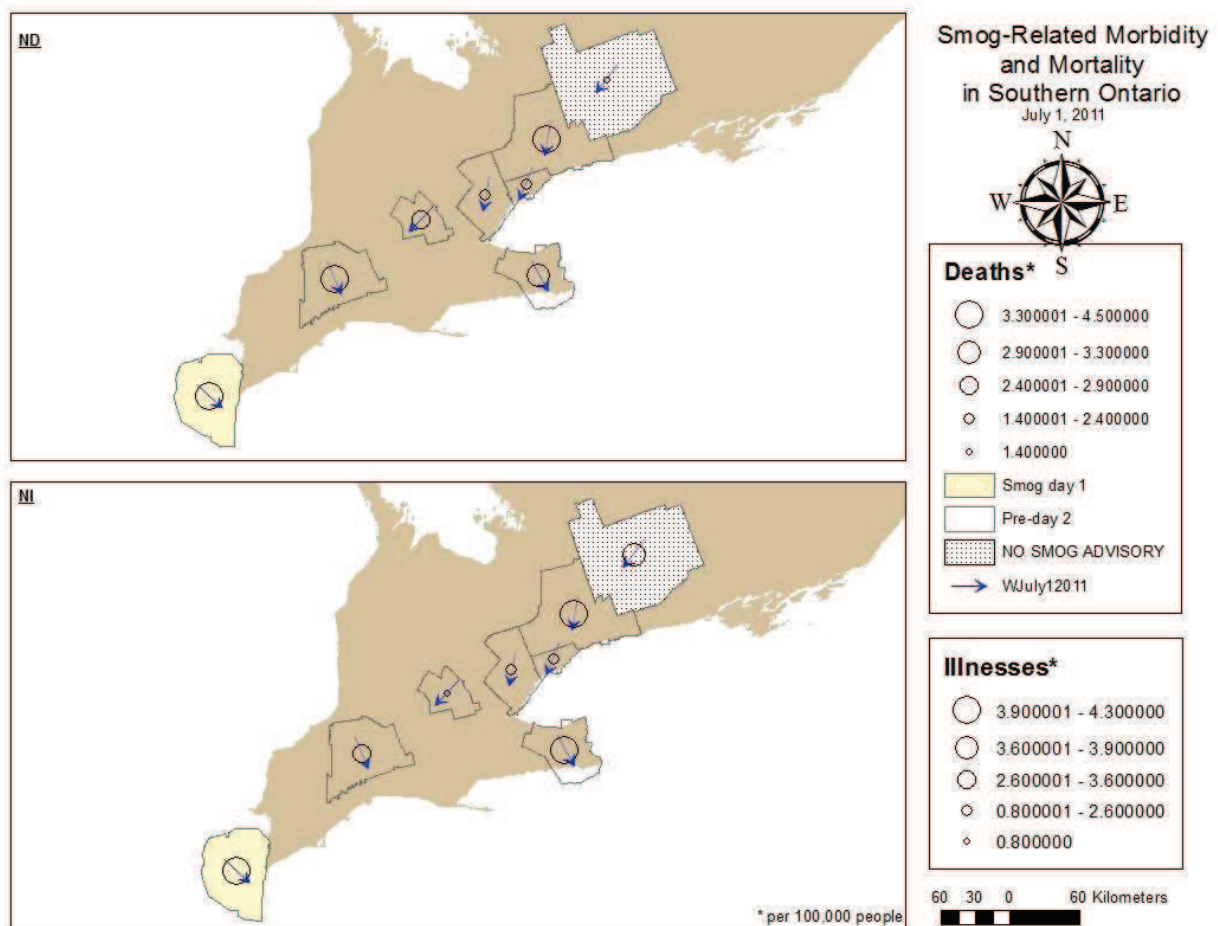 ND
NI
* per 100,000 people
Smog-Related Morbidity
and Mortality
in Southern Ontario
July 1, 2011
N
W
E
S
Deaths*
3.300001 - 4.500000
2.900001 - 3.300000
2.400001 - 2.900000
1.400001 - 2.400000
1.400000
Smog day 1
Pre-day 2
NO SMOG ADVISORY
WJuly12011
Illnesses*
3.900001 - 4.300000
3.600001 - 3.900000
2.600001 - 3.600000
0.800001 - 2.600000
0.800000
60 30 0 60 Kilometers